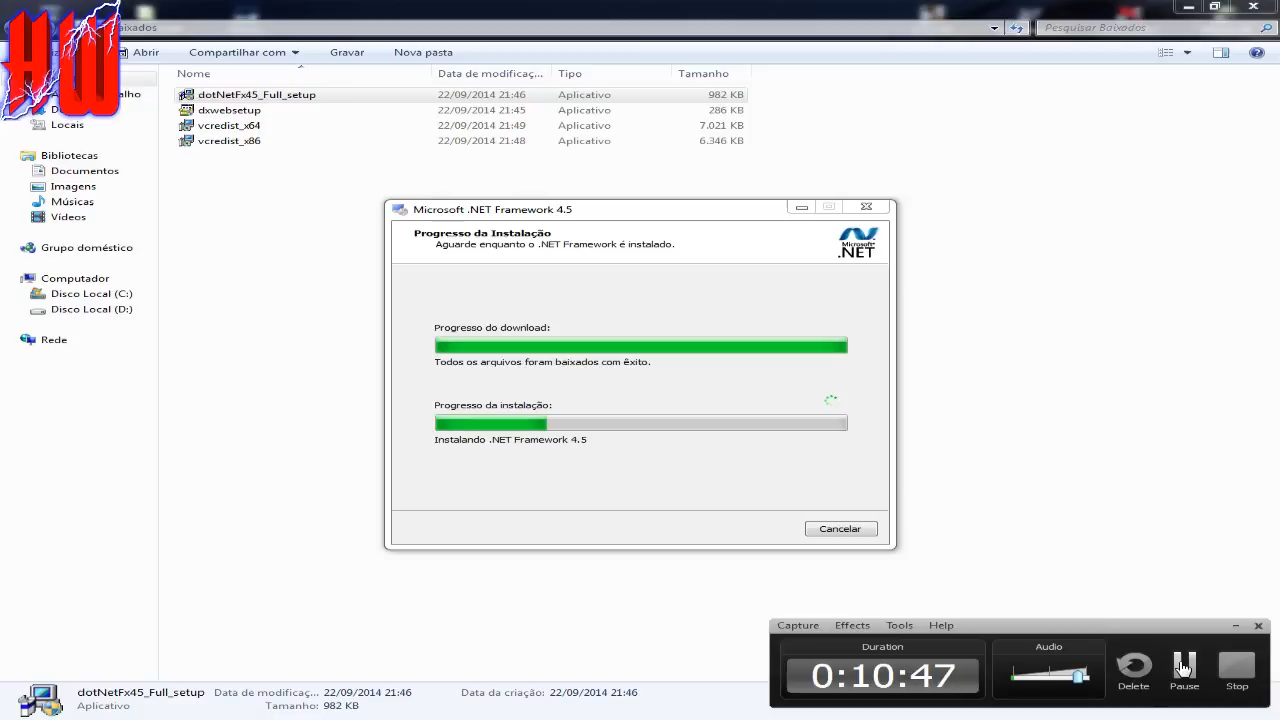 HW
aixados
Pesquisar Baixados
Abrir
Compartilhar com
Gravar
Nova pasta
Nome
Data de modificaç...
Tipo
Tamanho
dotNetFx45_Full_setup 22/09/2014 21:46 Aplicativo 982 KB
dxwebsetup 22/09/2014 21:45 Aplicativo 286 KB
vcredist_x64 22/09/2014 21:49 Aplicativo 7.021 KB
vcredist_x86 22/09/2014 21:48 Aplicativo 6.346 KB
Locais
Bibliotecas
Documentos
Imagens
Músicas
Vídeos
Grupo doméstico
Computador
Disco Local (C:)
Disco Local (D:)
Rede
Microsoft .NET Framework 4.5
Progresso da Instalação
Aguarde enquanto o .NET Framework é instalado.
Microsoft
.NET
Progresso do download:
Todos os arquivos foram baixados com êxito.
Progresso da instalação:
Instalando .NET Framework 4.5
Cancelar
Capture Effects Tools Help
Duration
0:10:47
Audio
Delete
Pause
Stop
dotNetFx45_Full_setup Data de modificaç... 22/09/2014 21:46 Data da criação: 22/09/2014 21:46
Aplicativo Tamanho: 982 KB